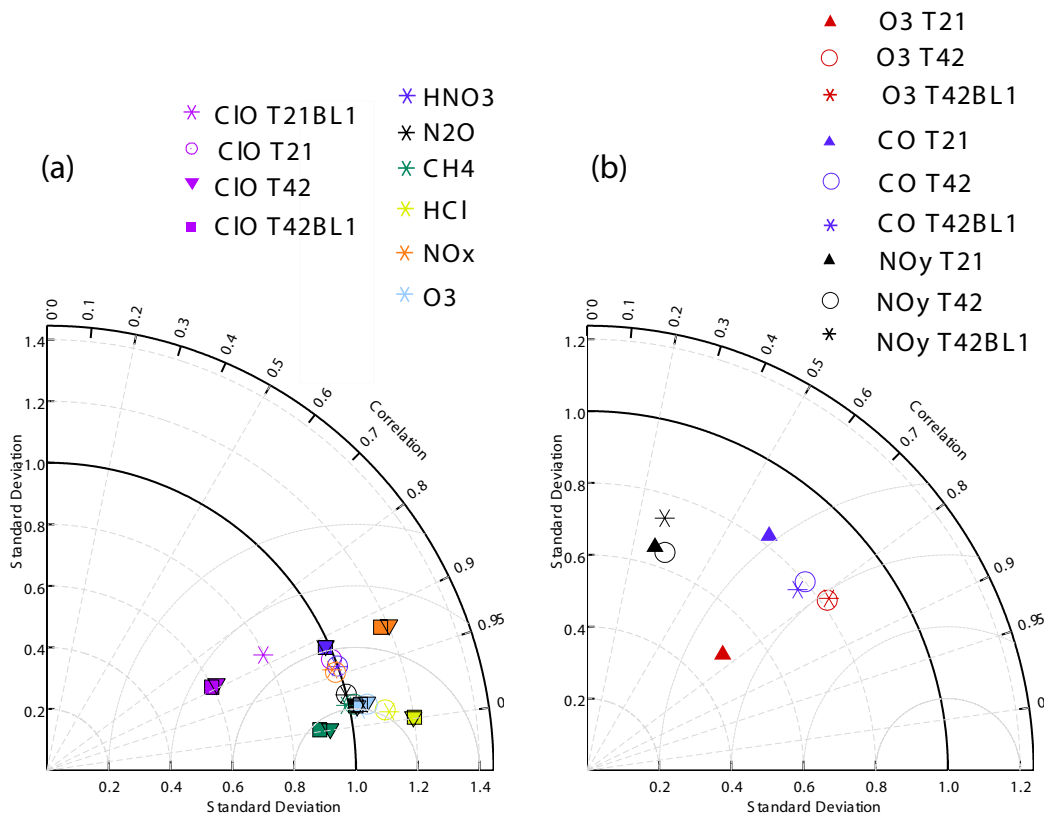 O3 T21
O3 T42
O3 T42BL1
CO T21
CO T42
CO T42BL1
NOy T21
NOy T42
NOy T42BL1
(a)
ClO T21BL1
ClO T21
ClO T42
ClO T42BL1
HNO3
N2O
CH4
HCl
NOx
O3
(b)
0.0 0.1 0.2 0.3 0.4 0.5 0.6 0.7 0.8 0.9 0.95 0
Correlation
1.4
1.2
1.0
0.8
0.6
0.4
0.2
Standard Deviation
0.2 0.4 0.6 0.8 1.0 1.2 1.4
Standard Deviation
0.0 0.1 0.2 0.3 0.4 0.5 0.6 0.7 0.8 0.9 0.95 0
Correlation
1.2
1.0
0.8
0.6
0.4
0.2
Standard Deviation
0.2 0.4 0.6 0.8 1.0 1.2
Standard Deviation